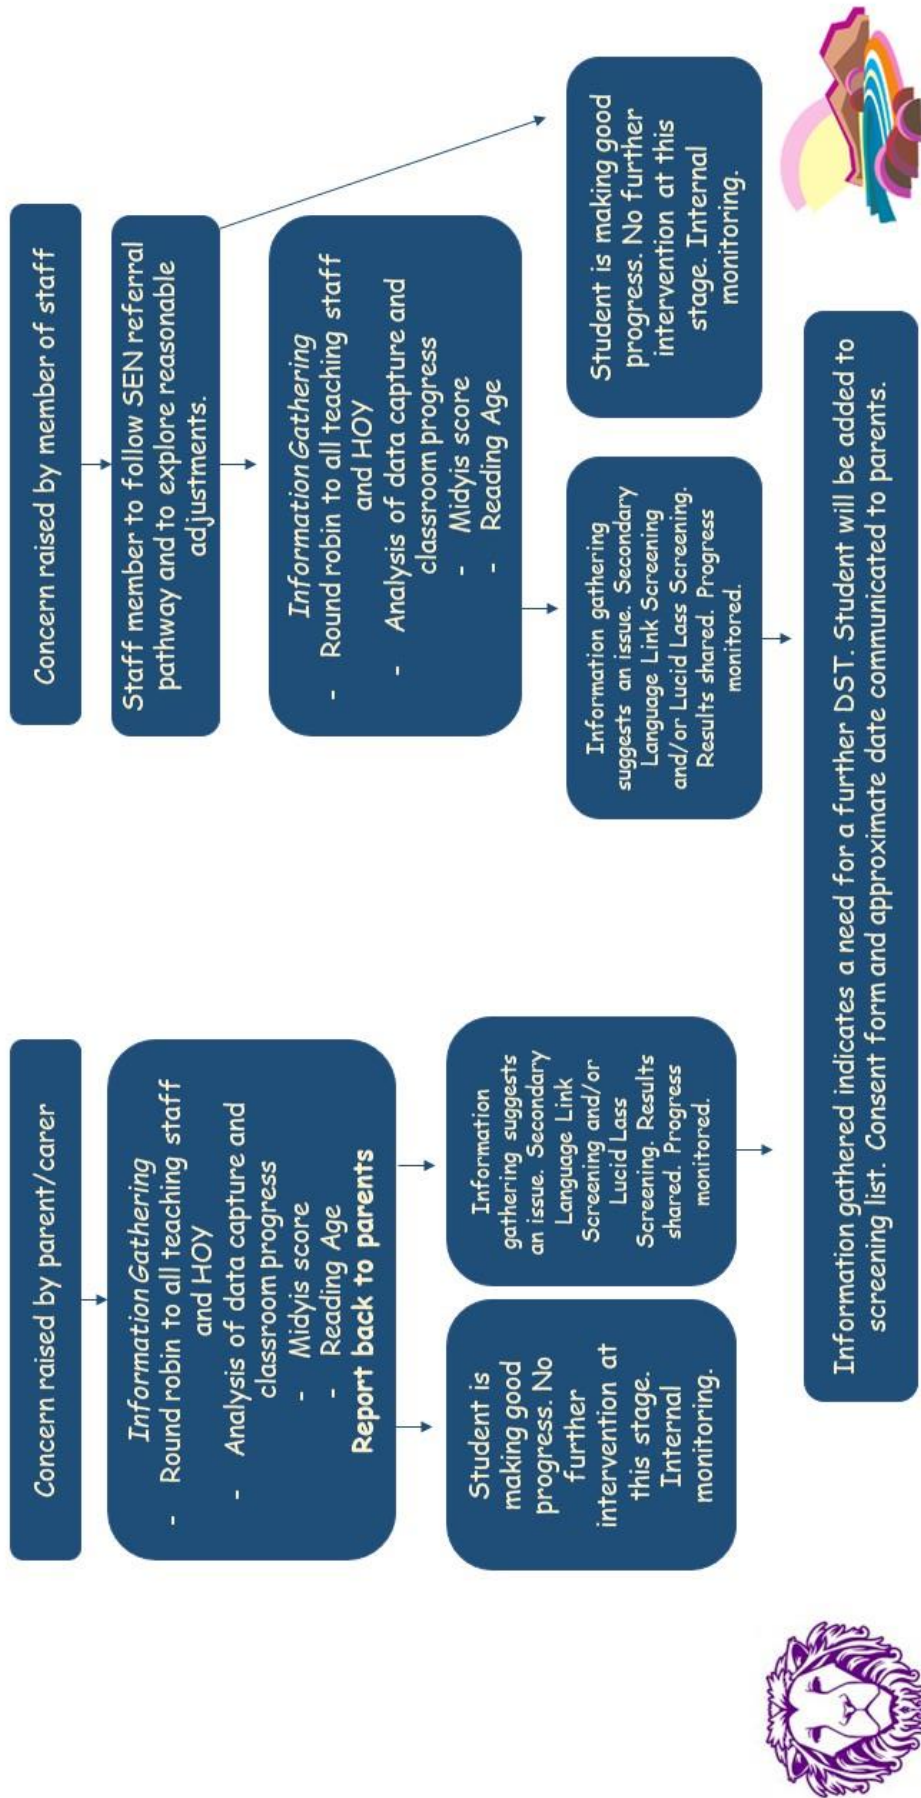 Concern raised by parent/carer
Information Gathering
- Round robin to all teaching staff
and HOY
- Analysis of data capture and
classroom progress
- Midyis score
- Reading Age
Report back to parents
Student is
making good
progress. No
further
intervention at
this stage.
Internal
monitoring.
Information
gathering suggests
an issue. Secondary
Language Link
Screening and/or
Lucid Lass
Screening. Results
shared. Progress
monitored.
Concern raised by member of staff
Staff member to follow SEN referral
pathway and to explore reasonable
adjustments.
Information Gathering
- Round robin to all teaching staff
and HOY
- Analysis of data capture and
classroom progress
- Midyis score
- Reading Age
Information gathering
suggests an issue. Secondary
Language Link Screening
and/or Lucid Lass Screening.
Results shared. Progress
monitored.
Student is making good
progress. No further
intervention at this
stage. Internal
monitoring.
Information gathered indicates a need for a further DST. Student will be added to
screening list. Consent form and approximate date communicated to parents.